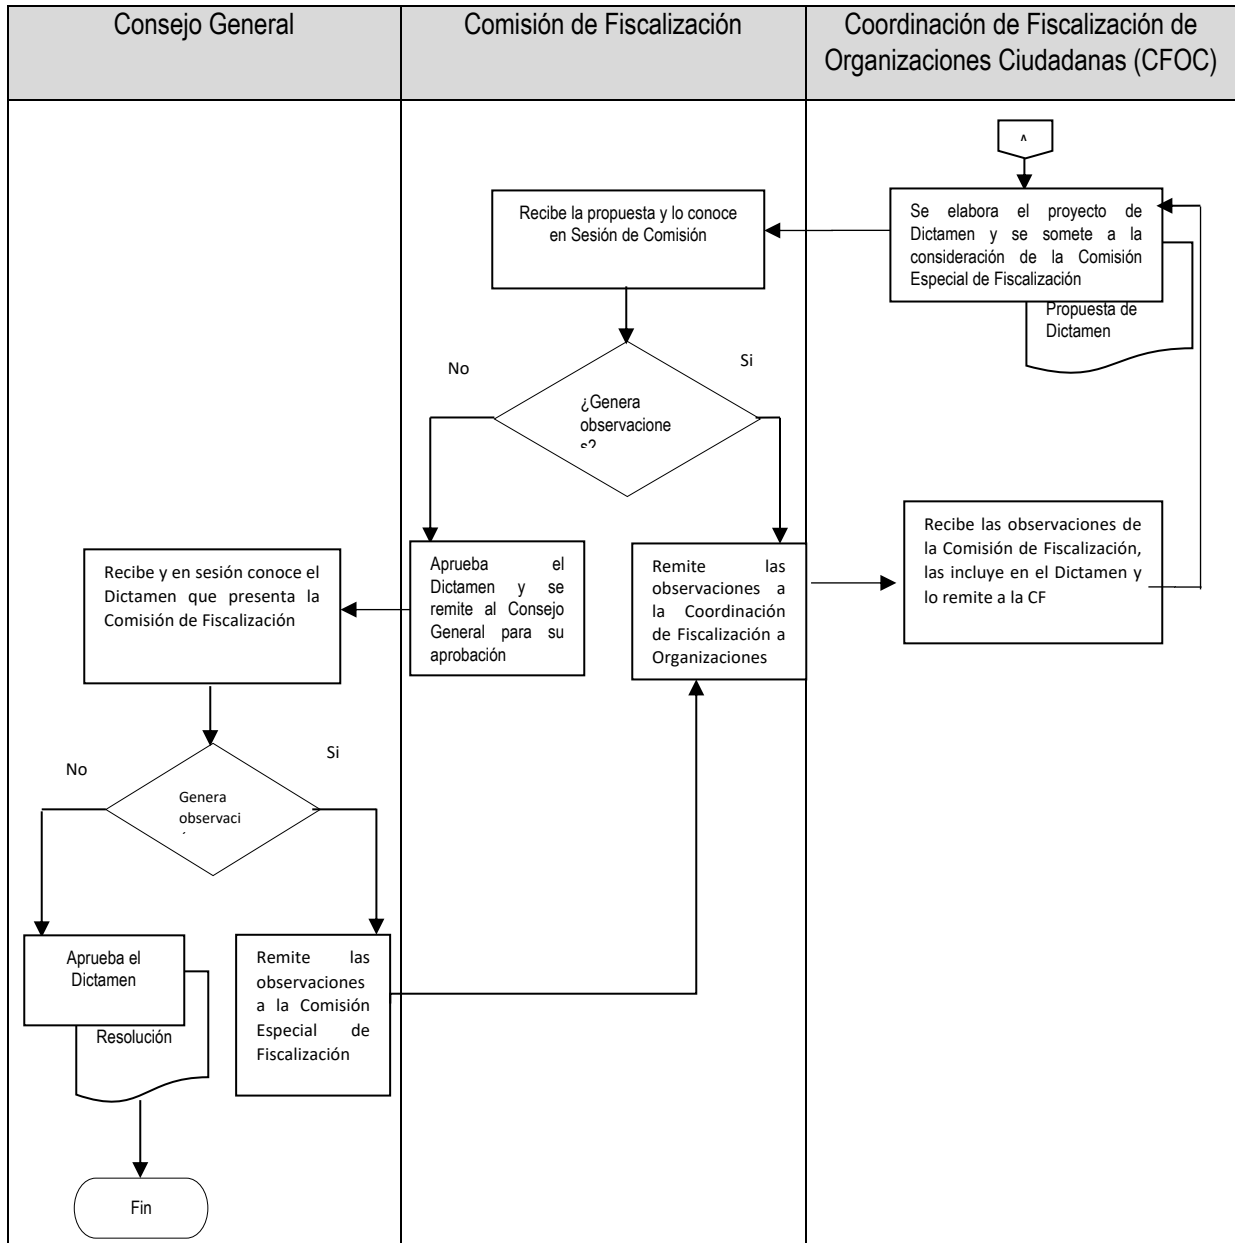 Consejo General
Comisión de Fiscalización
Coordinación de Fiscalización de
Organizaciones Ciudadanas (CFOC)
A
Se elabora el proyecto de
Dictamen y se somete a la
consideración de la Comisión
Especial de Fiscalización
Propuesta de
Dictamen
Recibe la propuesta y lo conoce
en Sesión de Comisión
No
Si
¿Genera
observacione
s?
Aprueba el
Dictamen y se
remite al Consejo
General para su
aprobación
Remite las
observaciones a
la Coordinación
de Fiscalización a
Organizaciones
Recibe las observaciones de
la Comisión de Fiscalización,
las incluye en el Dictamen y
lo remite a la CF
Recibe y en sesión conoce el
Dictamen que presenta la
Comisión de Fiscalización
No
Si
Genera
observaci
Aprueba el
Dictamen
Resolución
Remite las
observaciones
a la Comisión
Especial de
Fiscalización
Fin